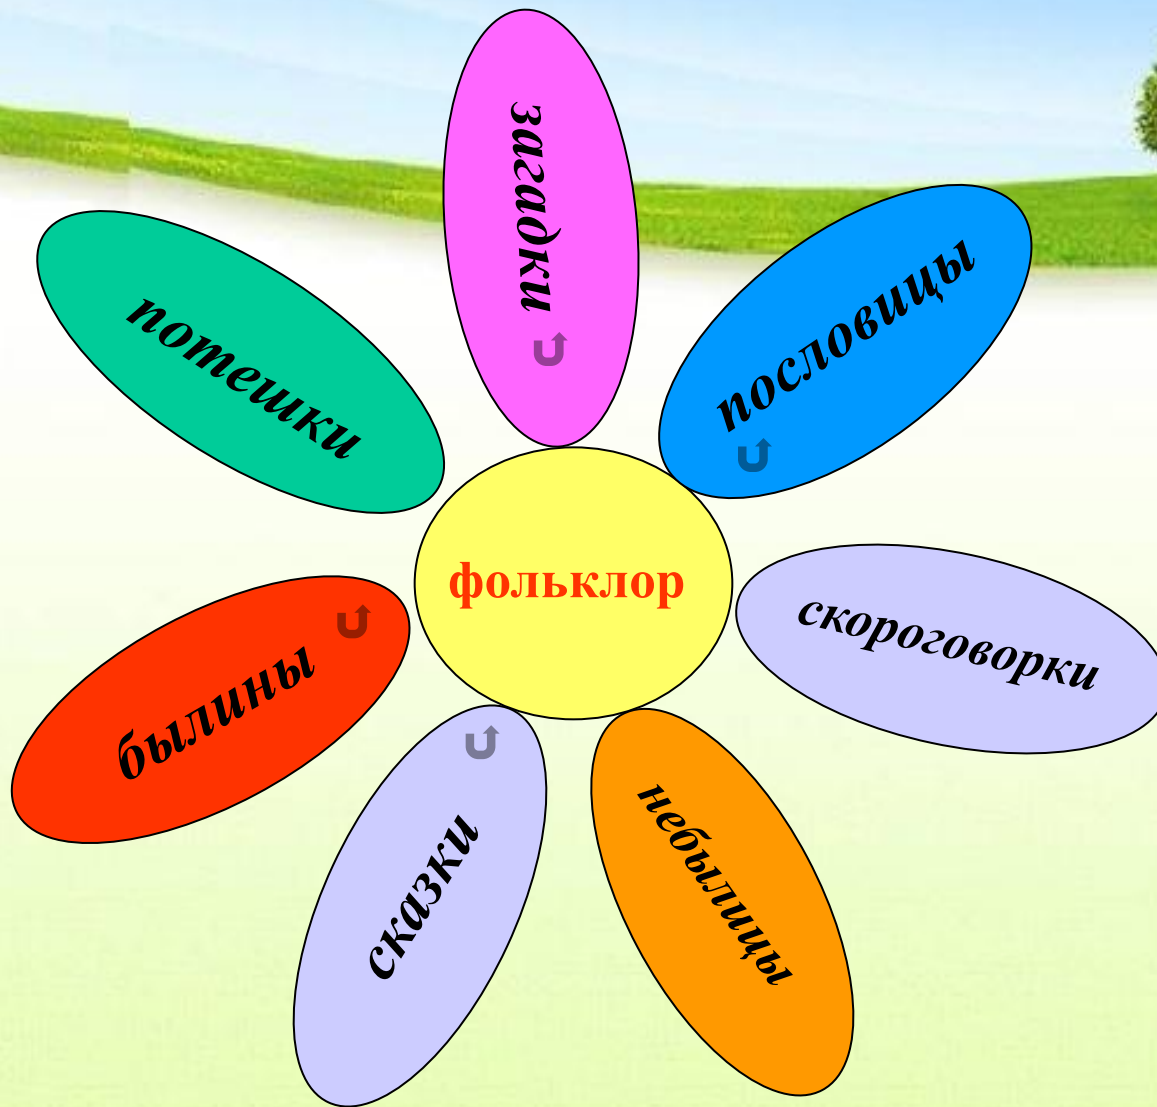 загадки
пословицы
потешки
фольклор
скороговорки
былины
сказки
небылицы